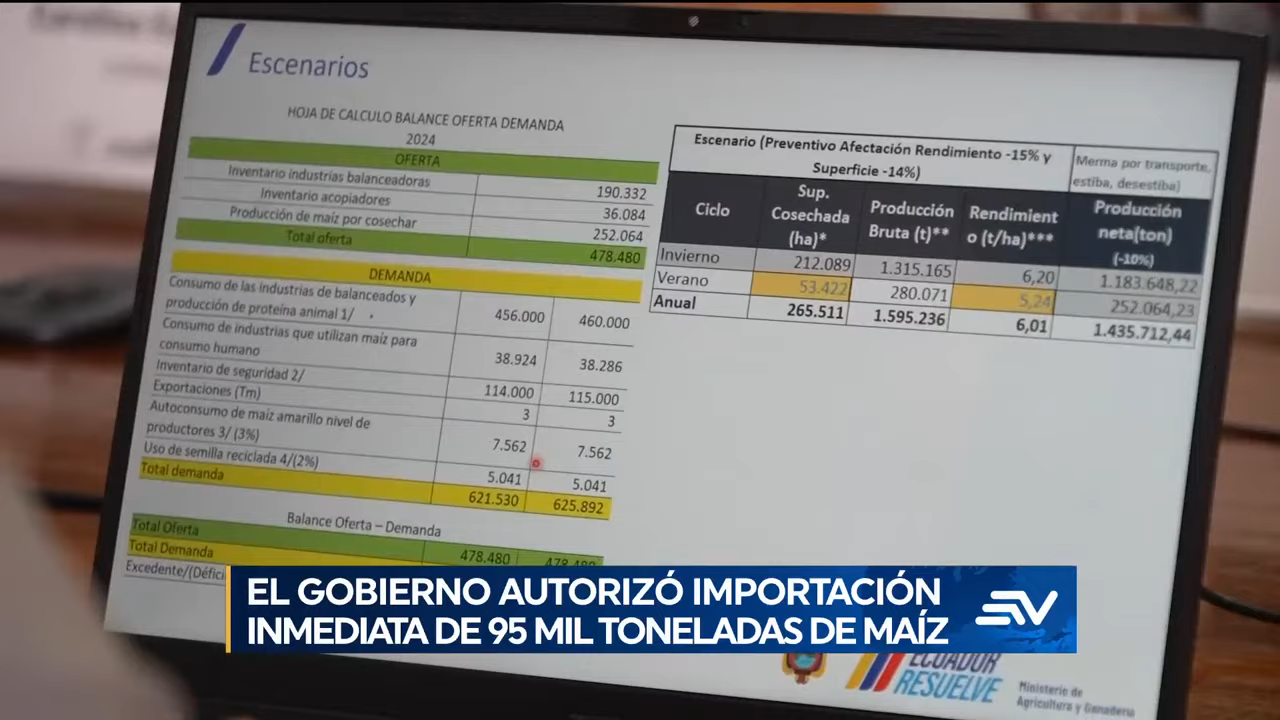 Escenarios
HOJA DE CALCULO BALANCE OFERTA DEMANDA
2024
OFERTA
Inventario industrias balanceadoras 190.332
Inventario acopiadores 36.084
Producción de maíz por cosechar 252.064
Total oferta 478.480
DEMANDA
Consumo de las industrias de balanceados y
producción de proteína animal 1/ 456.000 460.000
Consumo de industrias que utilizan maíz para
consumo humano 38.924 38.286
Inventario de seguridad 2/ 114.000 115.000
Exportaciones (Tm) 3 3
Autoconsumo de maíz amarillo nivel de
productores 3/ (3%) 7.562 7.562
Uso de semilla reciclada 4/(2%) 5.041 5.041
Total demanda 621.530 625.892
Balance Oferta – Demanda
Total Oferta 478.480 478.480
Total Demanda
Excedente/(Défici
Escenario (Preventivo Afectación Rendimiento -15% y
Superficie -14%)
Merma por transporte,
estiba, desestiba)
Ciclo
Sup.
Cosechada
(ha)*
Producción
Bruta (t)**
Rendimient
o (t/ha)***
Producción
neta(ton)
(-10%)
Invierno 212.089 1.315.165 6,20 1.183.648,22
Verano 53.422 280.071 5,24 252.064,23
Anual 265.511 1.595.236 6,01 1.435.712,44
EL GOBIERNO AUTORIZÓ IMPORTACIÓN
INMEDIATA DE 95 MIL TONELADAS DE MAÍZ
ECUADOR
RESUELVE
Ministerio de
Agricultura y Ganadería